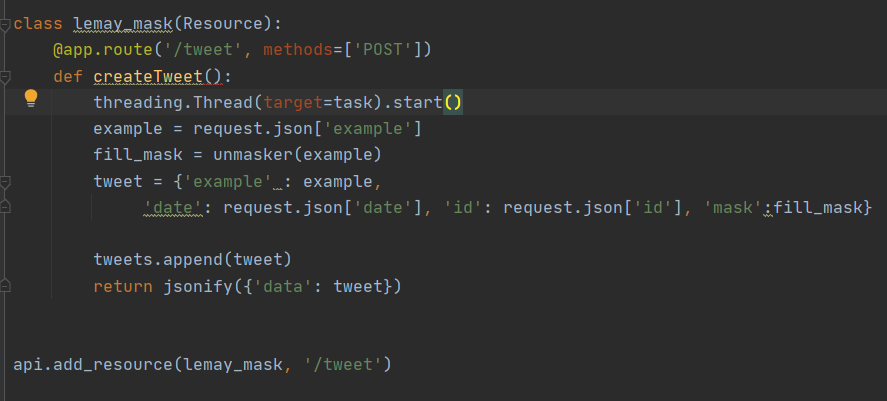 class lemay_mask(Resource):
    @app.route('/tweet', methods=['POST'])
    def createTweet():
        threading.Thread(target=task).start()
        example = request.json['example']
        fill_mask = unmasker(example)
        tweet = {'example' : example,
             'date': request.json['date'], 'id': request.json['id'], 'mask':fill_mask}
        tweets.append(tweet)
        return jsonify({'data': tweet})
api.add_resource(lemay_mask, '/tweet')